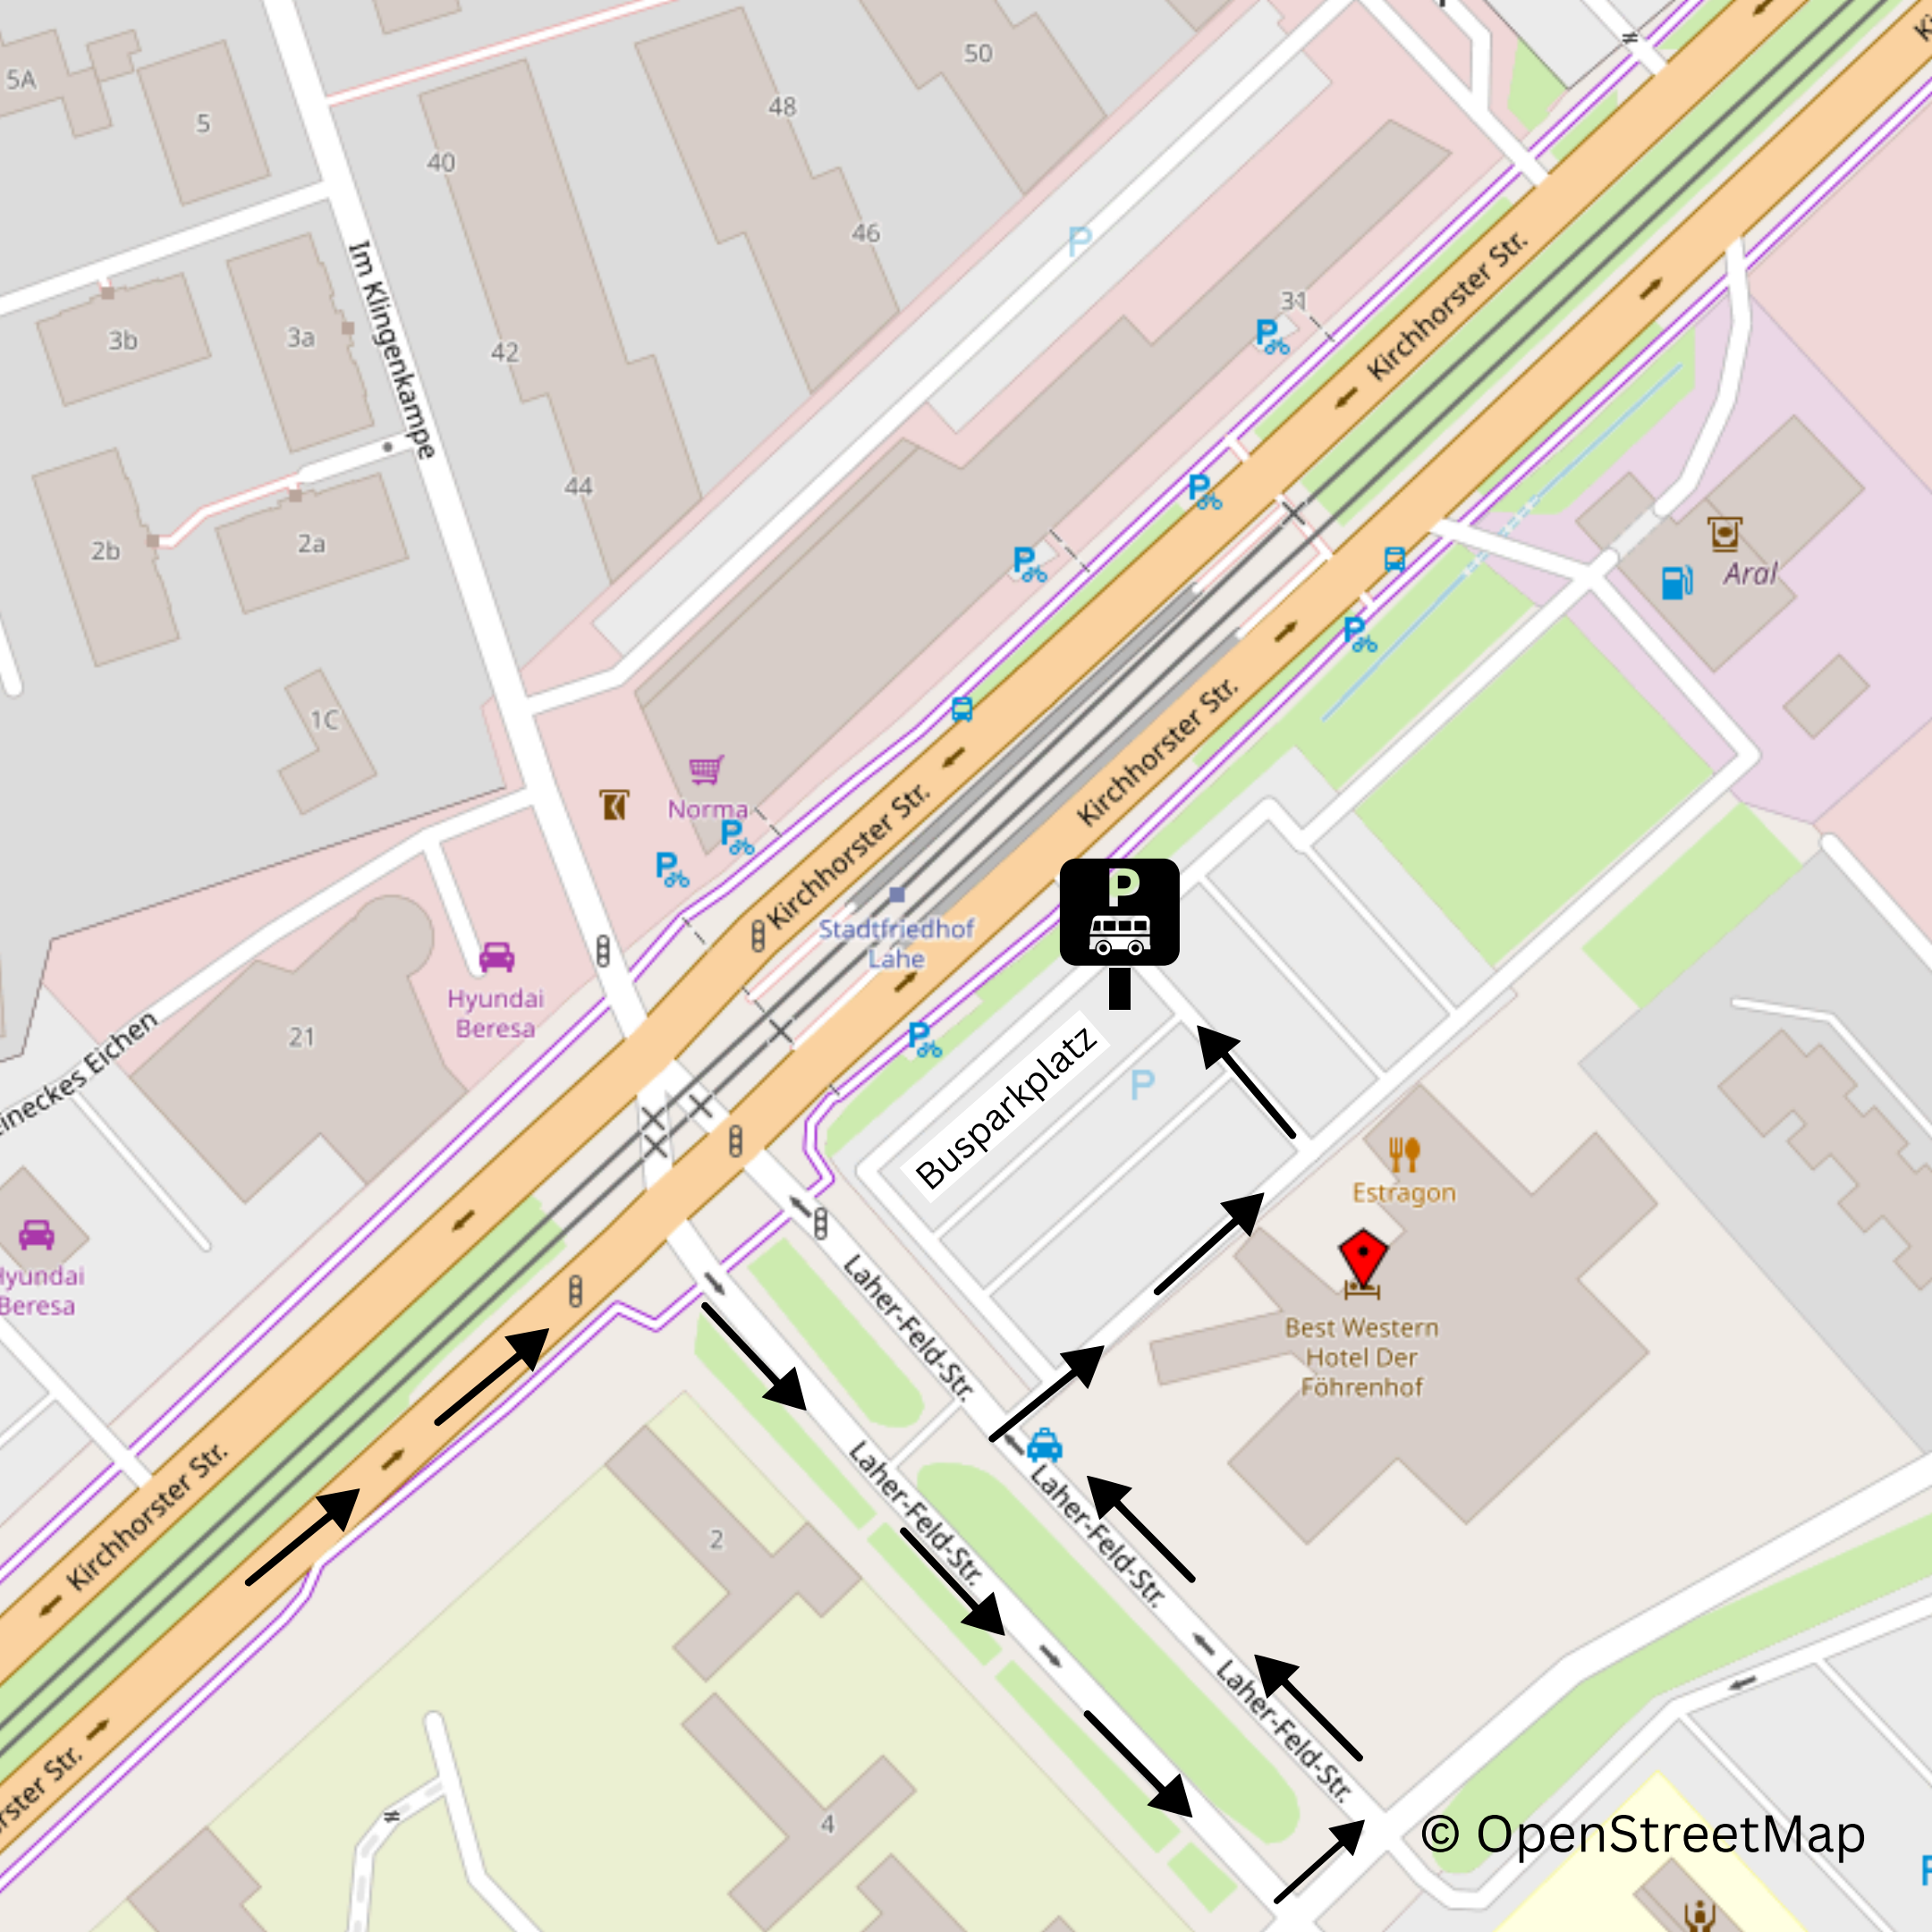 5A
5
50
48
40
46
Im Klingenkampe
P
31
Kirchhorster Str.
3b
3a
42
P
44
P
2b
2a
P
Aral
P
1C
Kirchhorster Str.
Norma
P
P
Kirchhorster Str.
P
Stadtfriedhof
Lahe
Hyundai
Beresa
21
P
P
Busparkplatz
Estragon
Hyundai
Beresa
Laher-Feld-Str.
Best Western
Hotel Der
Föhrenhof
Kirchhorster Str.
Laher-Feld-Str.
Laher-Feld-Str.
2
Laher-Feld-Str.
4
© OpenStreetMap